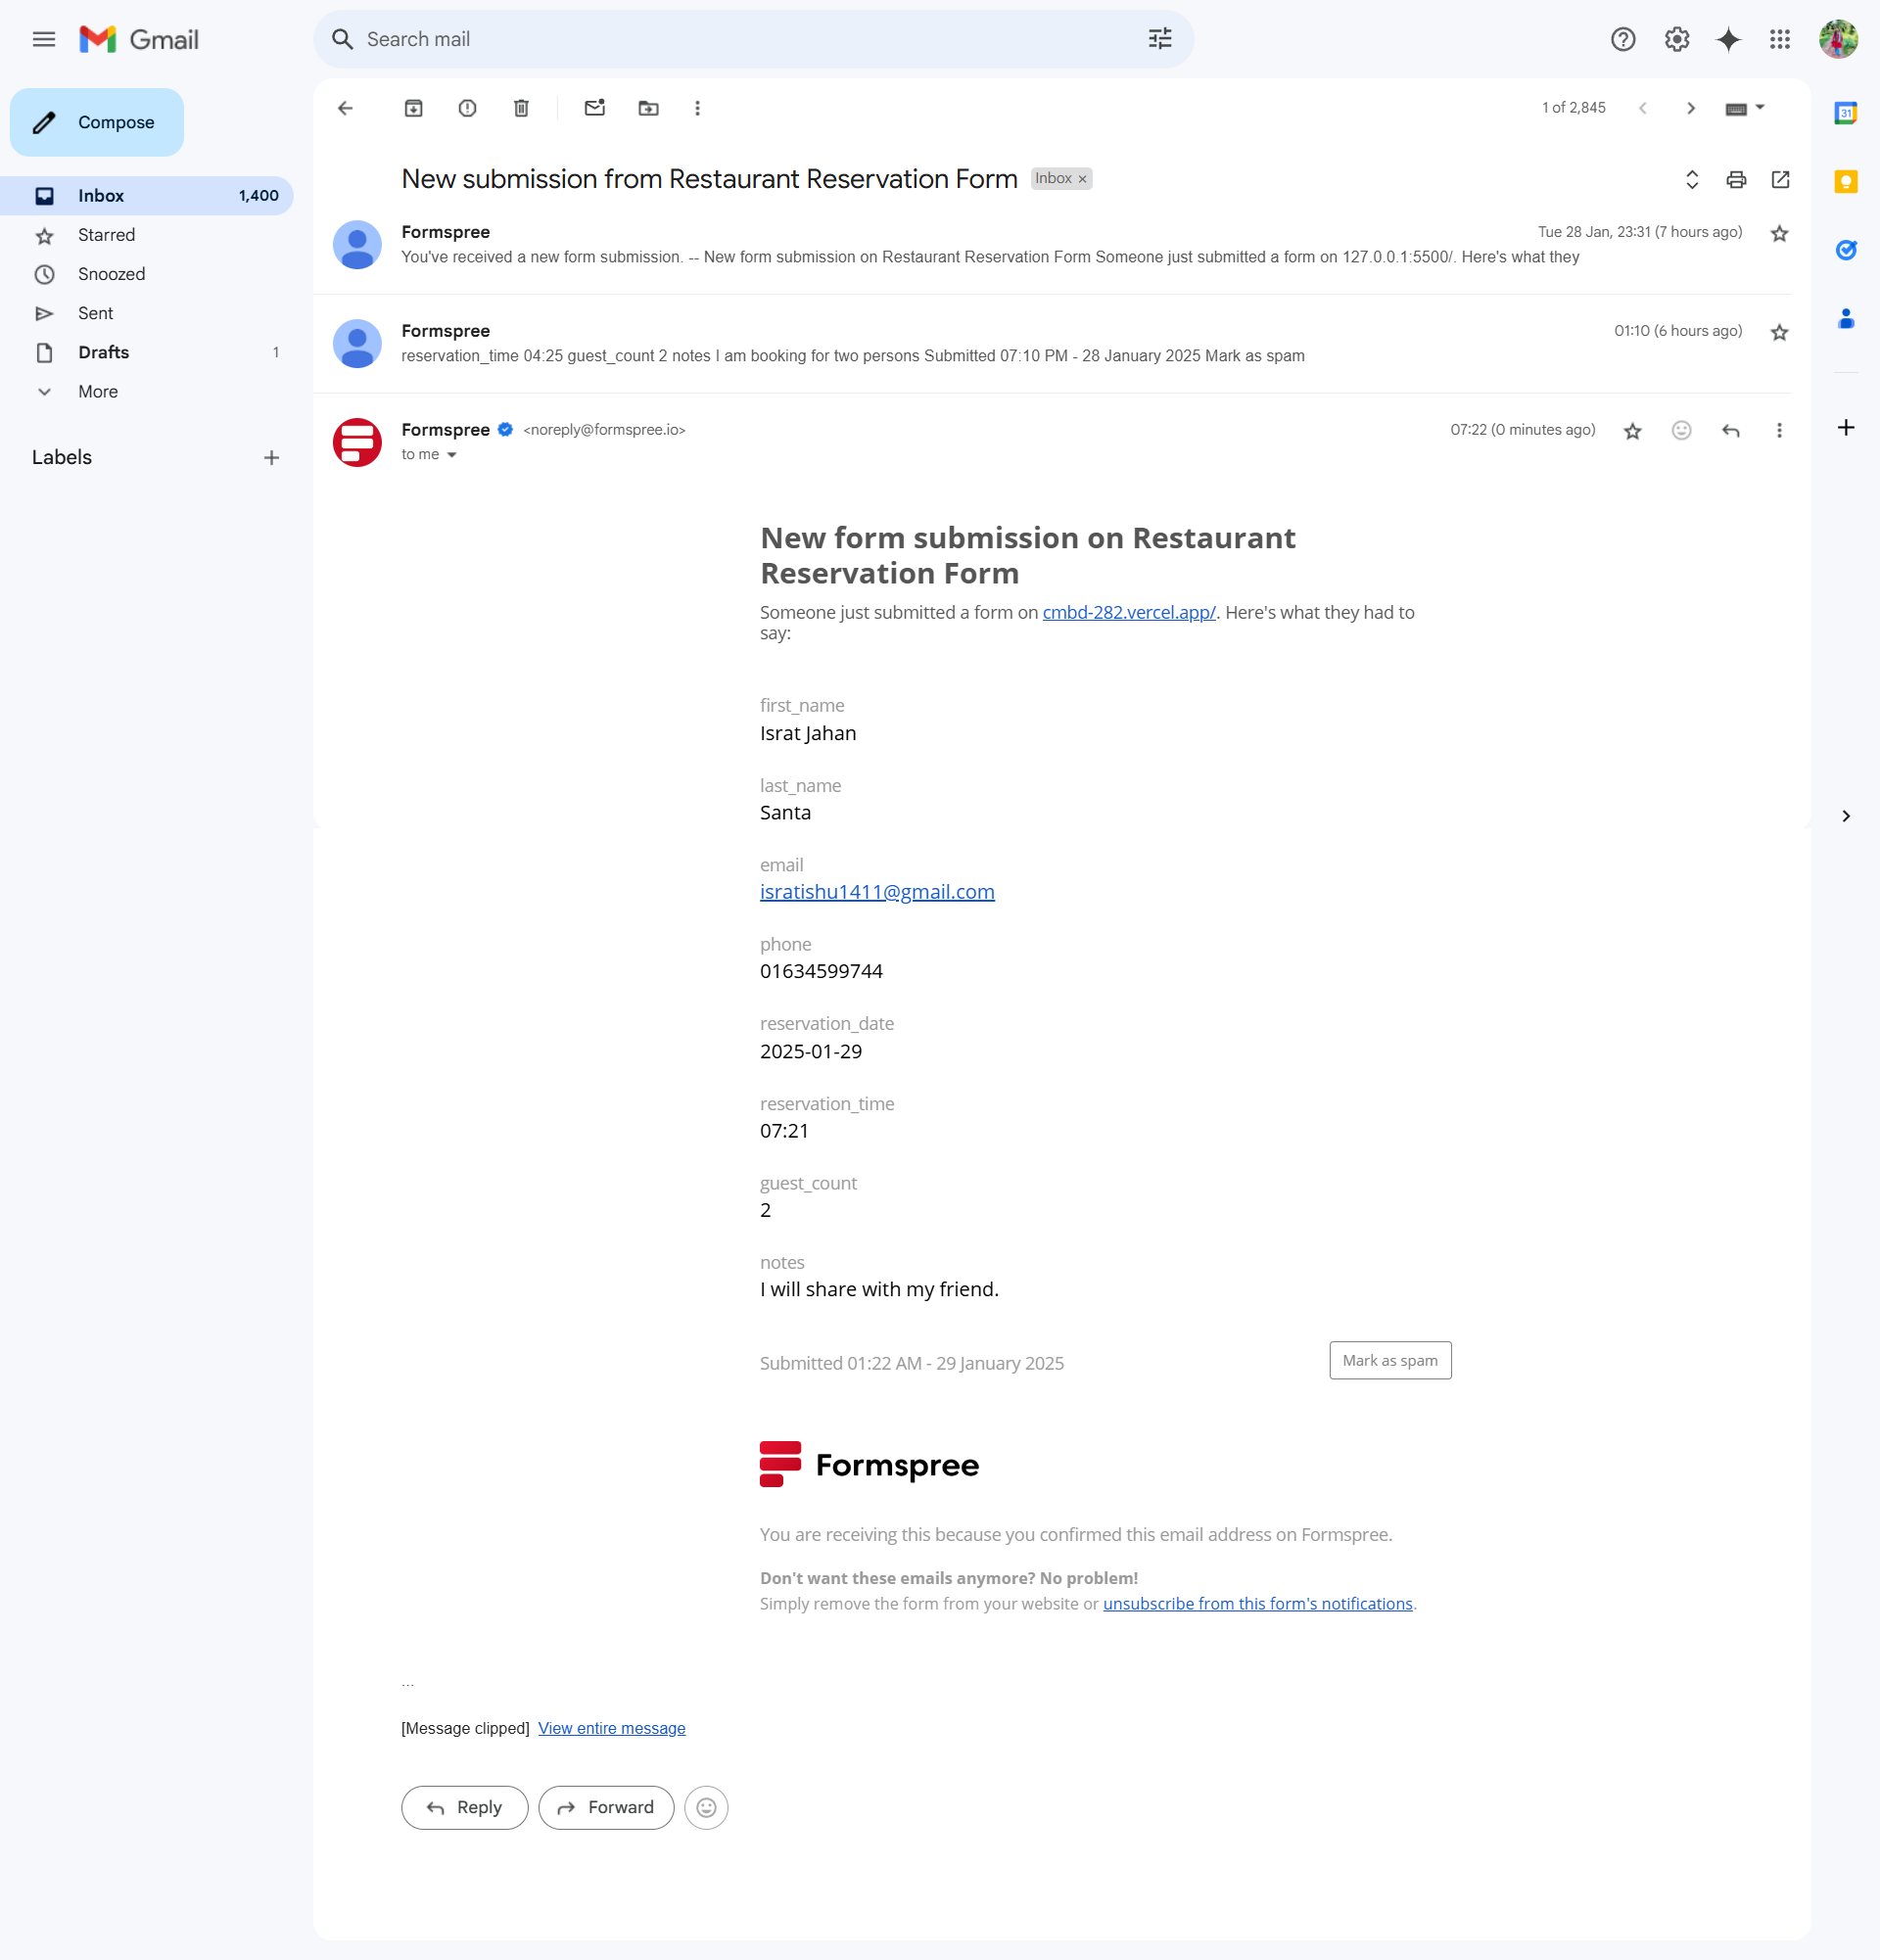 Gmail
Search mail
Compose
1 of 2,845
31
Inbox 1,400
Starred
Snoozed
Sent
Drafts 1
More
Labels
New submission from Restaurant Reservation Form Inbox ×
Formspree Tue 28 Jan, 23:31 (7 hours ago)
You've received a new form submission. -- New form submission on Restaurant Reservation Form Someone just submitted a form on 127.0.0.1:5500/. Here's what they
Formspree 01:10 (6 hours ago)
reservation_time 04:25 guest_count 2 notes I am booking for two persons Submitted 07:10 PM - 28 January 2025 Mark as spam
Formspree <noreply@formspree.io> 07:22 (0 minutes ago)
to me
New form submission on Restaurant
Reservation Form
Someone just submitted a form on cmbd-282.vercel.app/. Here's what they had to
say:
first_name
Israt Jahan
last_name
Santa
email
isratishu1411@gmail.com
phone
01634599744
reservation_date
2025-01-29
reservation_time
07:21
guest_count
2
notes
I will share with my friend.
Submitted 01:22 AM - 29 January 2025 Mark as spam
Formspree
You are receiving this because you confirmed this email address on Formspree.
Don't want these emails anymore? No problem!
Simply remove the form from your website or unsubscribe from this form's notifications.
...
[Message clipped] View entire message
Reply Forward